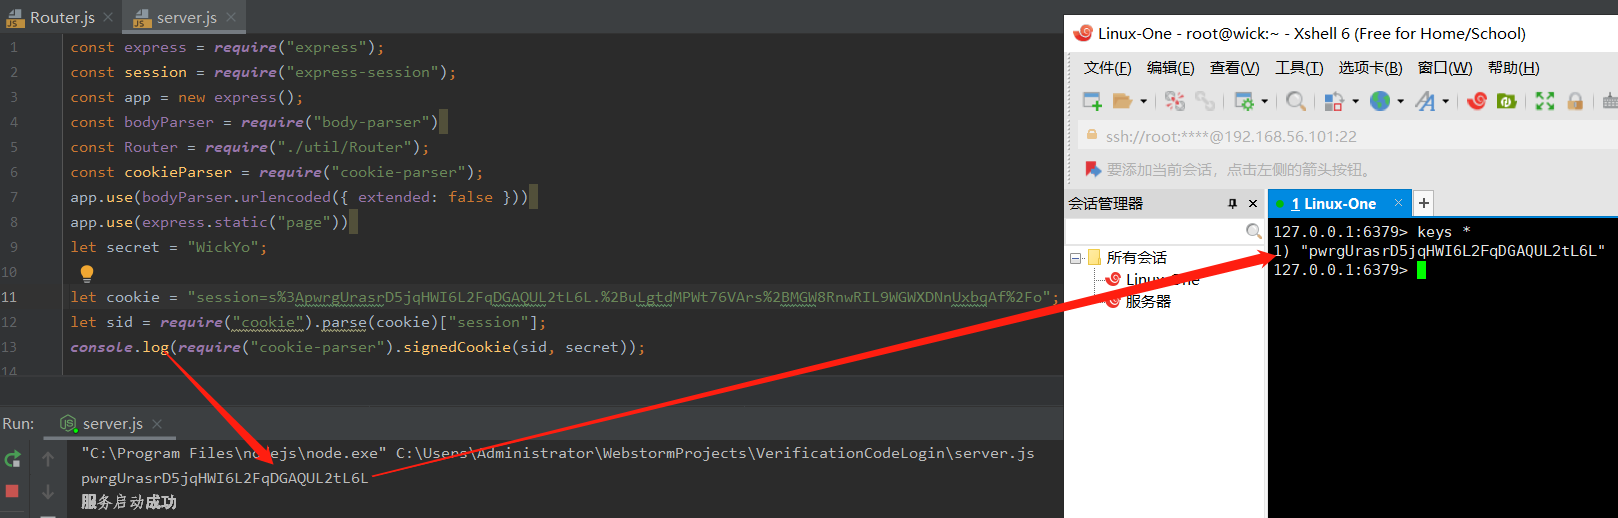 Router.js
server.js
1 const express = require("express");
2 const session = require("express-session");
3 const app = new express();
4 const bodyParser = require("body-parser")
5 const Router = require("./util/Router");
6 const cookieParser = require("cookie-parser");
7 app.use(bodyParser.urlencoded({ extended: false }))
8 app.use(express.static("page"))
9 let secret = "WickYo";
10
11 let cookie = "session=s%3ApwrgUrasrD5jqHWI6L2FqDGAQUL2tL6L.%2BuLgtdMPWt76VArs%2BMGW8RnwRIL9WGWXDNnUxbqAf%2Fo";
12 let sid = require("cookie").parse(cookie)["session"];
13 console.log(require("cookie-parser").signedCookie(sid, secret));
14
Run: server.js
"C:\Program Files\nodejs\node.exe" C:\Users\Administrator\WebstormProjects\VerificationCodeLogin\server.js
pwrgUrasrD5jqHWI6L2FqDGAQUL2tL6L
服务启动成功
Linux-One - root@wick:~ - Xshell 6 (Free for Home/School)
文件(F) 编辑(E) 查看(V) 工具(T) 选项卡(B) 窗口(W) 帮助(H)
ssh://root:****@192.168.56.101:22
要添加当前会话，点击左侧的箭头按钮。
会话管理器
所有会话
Linux-One
服务器
1 Linux-One
127.0.0.1:6379> keys *
1) "pwrgUrasrD5jqHWI6L2FqDGAQUL2tL6L"
127.0.0.1:6379>